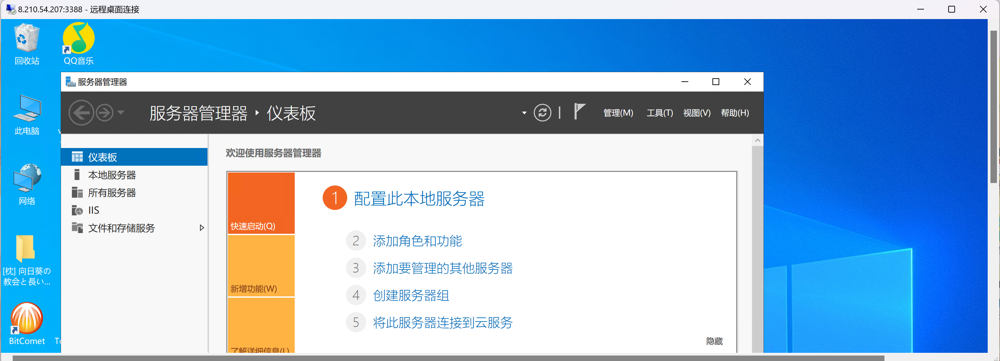 8.210.54.207:3388 - 远程桌面连接
回收站
QQ音乐
服务器管理器
服务器管理器 仪表板
管理(M) 工具(T) 视图(V) 帮助(H)
此电脑
仪表板
本地服务器
所有服务器
IIS
文件和存储服务
网络
[枕] 向日葵の
教会と長い...
BitComet
欢迎使用服务器管理器
快速启动(Q)
新增功能(W)
了解详细信息(L)
1 配置此本地服务器
2 添加角色和功能
3 添加要管理的其他服务器
4 创建服务器组
5 将此服务器连接到云服务
隐藏